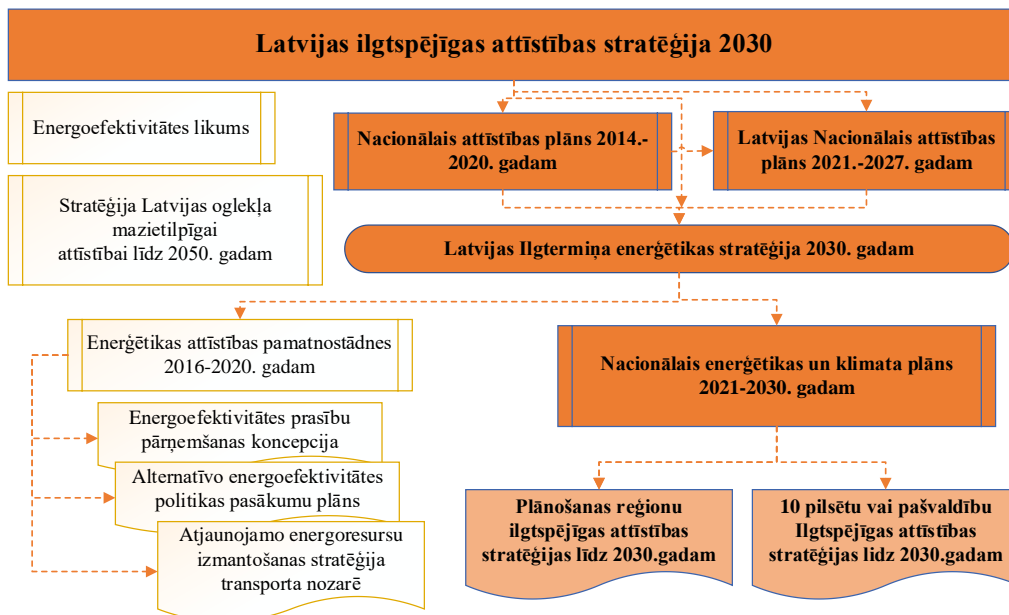 Latvijas ilgtspējīgas attīstības stratēģija 2030
Energoefektivitātes likums
Nacionālais attīstības plāns 2014.-
2020. gadam
Latvijas Nacionālais attīstības
plāns 2021.-2027. gadam
Stratēģija Latvijas oglekļa
mazietilpīgai
attīstībai līdz 2050. gadam
Latvijas Ilgtermiņa enerģētikas stratēģija 2030. gadam
Enerģētikas attīstības pamatnostādnes
2016-2020. gadam
Nacionālais enerģētikas un klimata plāns
2021-2030. gadam
Energoefektivitātes prasību
pārņemšanas koncepcija
Alternatīvo energoefektivitātes
politikas pasākumu plāns
Atjaunojamo energoresursu
izmantošanas stratēģija
transporta nozarē
Plānošanas reģionu
ilgtspējīgas attīstības
stratēģijas līdz 2030.gadam
10 pilsētu vai pašvaldību
Ilgtspējīgas attīstības
stratēģijas lidz 2030.gadam